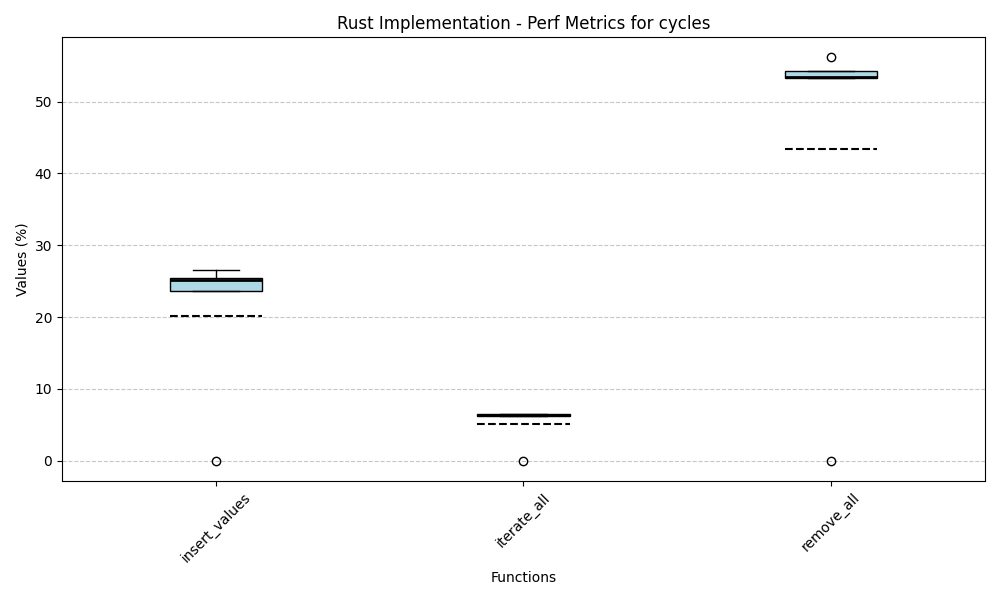 Rust Implementation - Perf Metrics for cycles
Values (%)
50
40
30
20
10
0
insert_values
iterate_all
remove_all
Functions